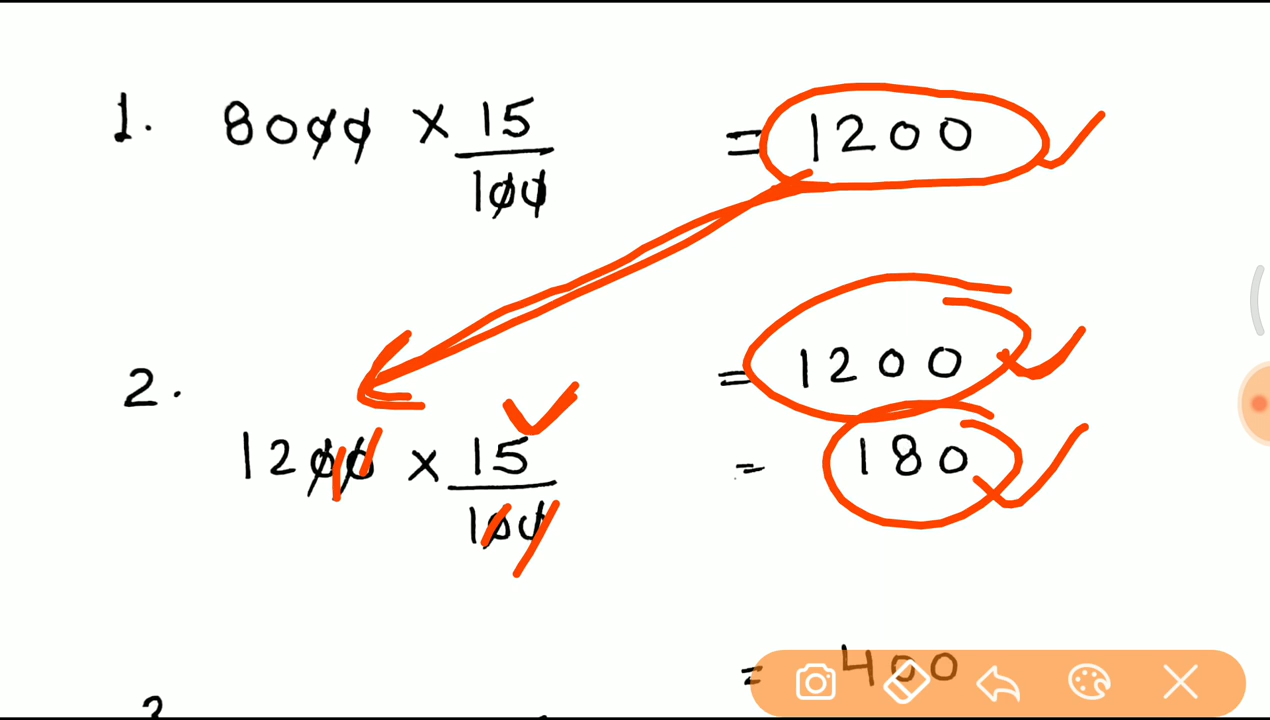 1. 8000 × 15/100 = 1200
2. = 1200
1200 × 15/100 = 180
= 400